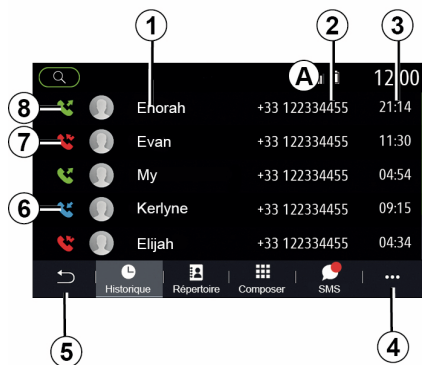 1 2 3
A 12:00
8 Enorah +33 122334455 21:14
7 Evan +33 122334455 11:30
My +33 122334455 04:54
6 Kerlyne +33 122334455 09:15
Elijah +33 122334455 04:34
Historique Répertoire Composer SMS ...
5 4